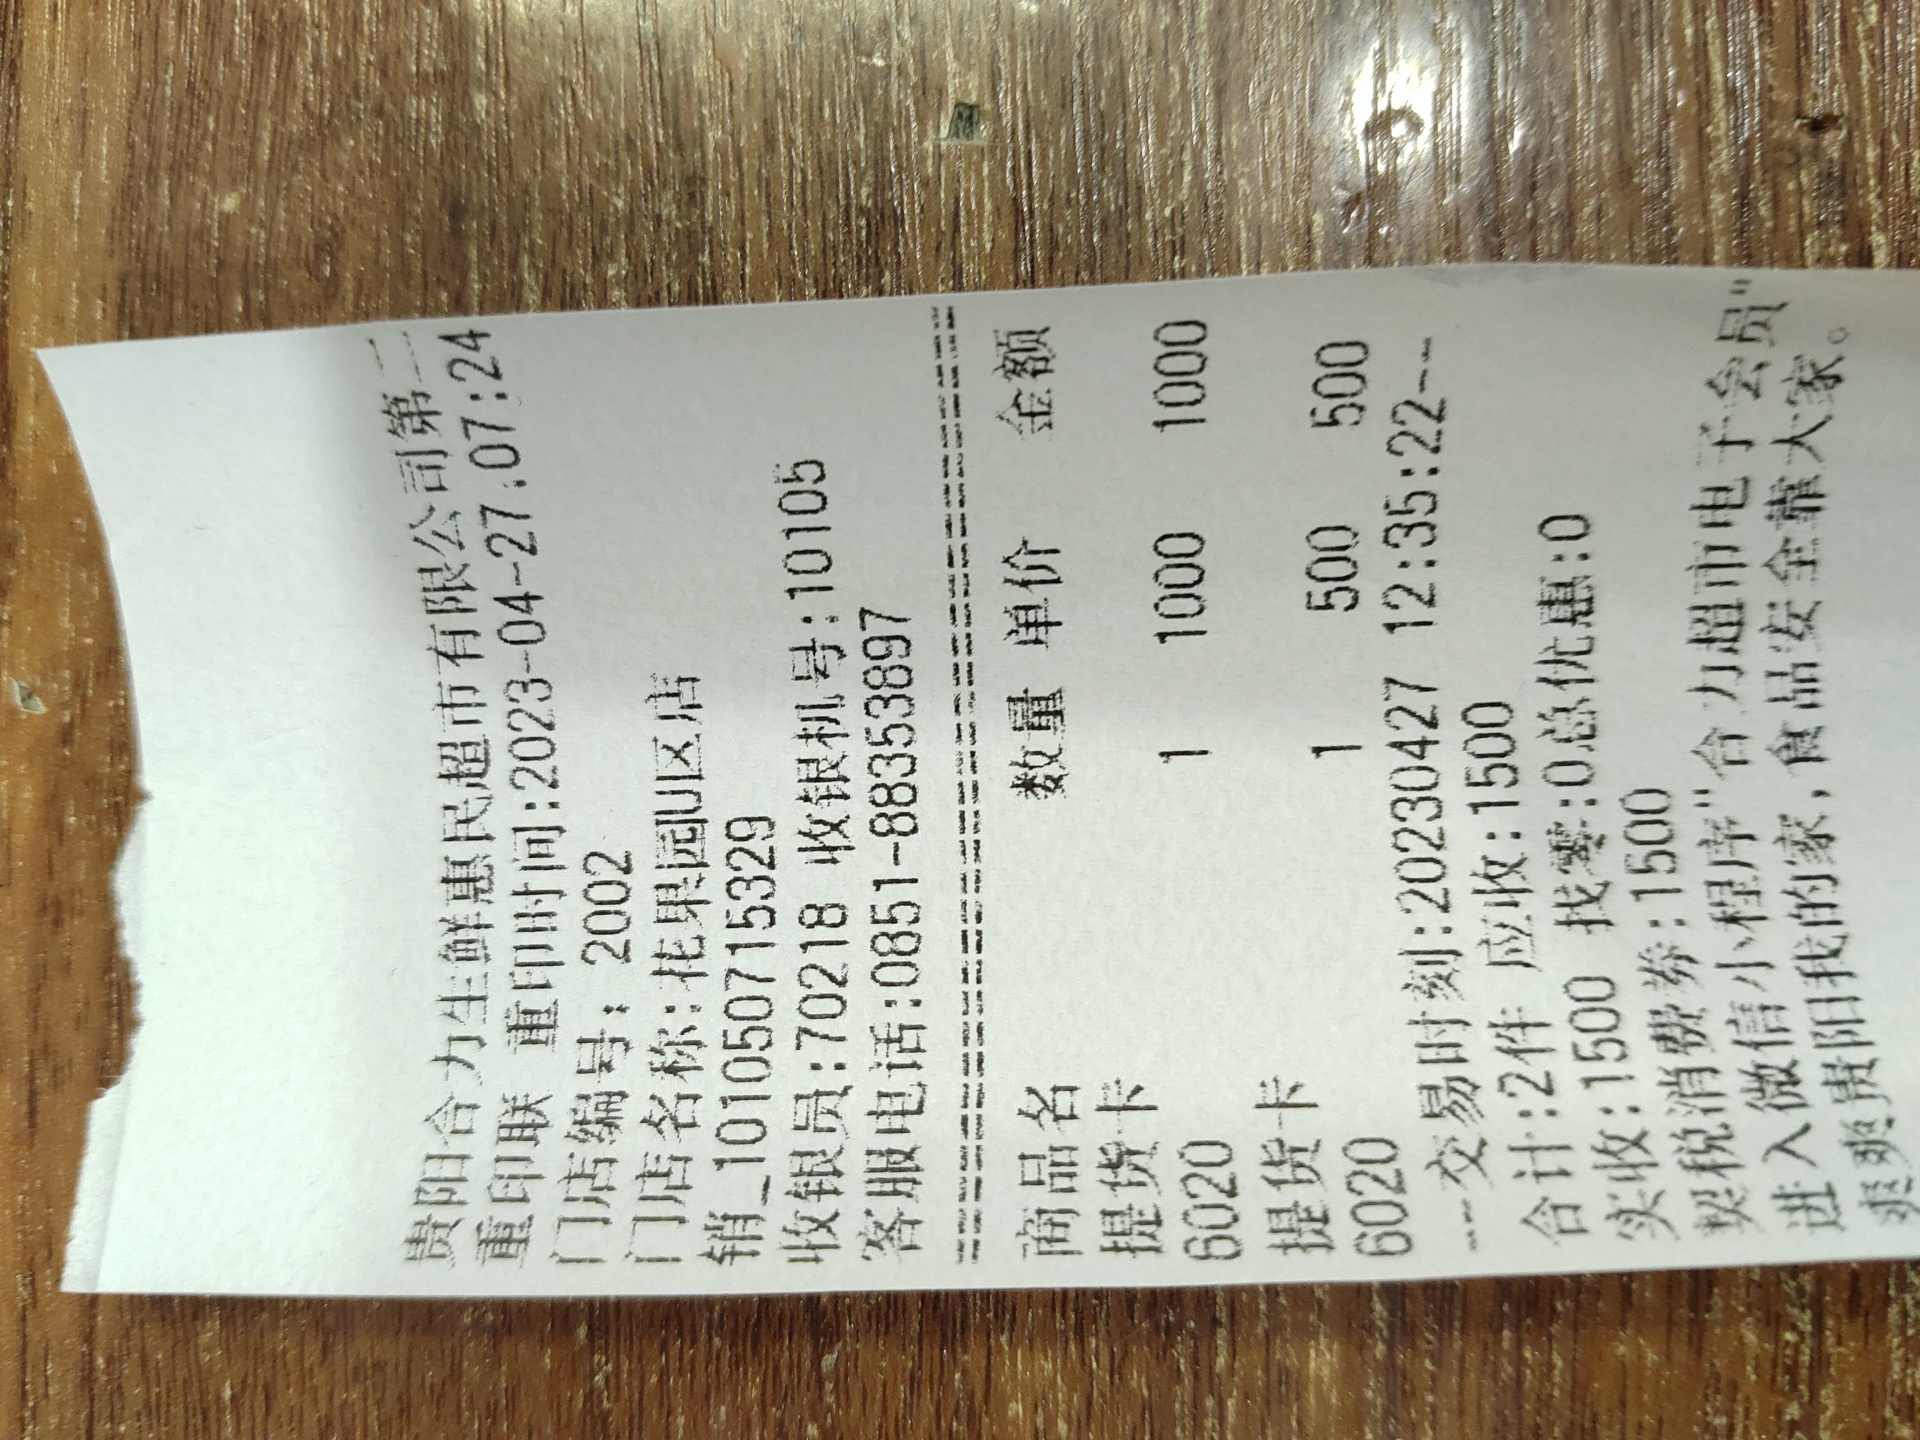 贵阳合力生鲜惠民超市有限公司第二
重印联 重印时间:2023-04-27:07:24
门店编号: 2002
门店名称:花果园U区店
销_1010507715329
收银员:70218 收银机号:10105
客服电话:0851-88353897
商品名 数量 单价 金额
提货卡
6020 1 1000 1000
提货卡
6020 1 500 500
--交易时刻:20230427 12:35:22--
合计:2件 应收:1500
实收:1500 找零:0总优惠:0
契税消费券:1500
进入微信小程序"合力超市电子会员"
爽爽贵阳我的家,食品安全靠大家。